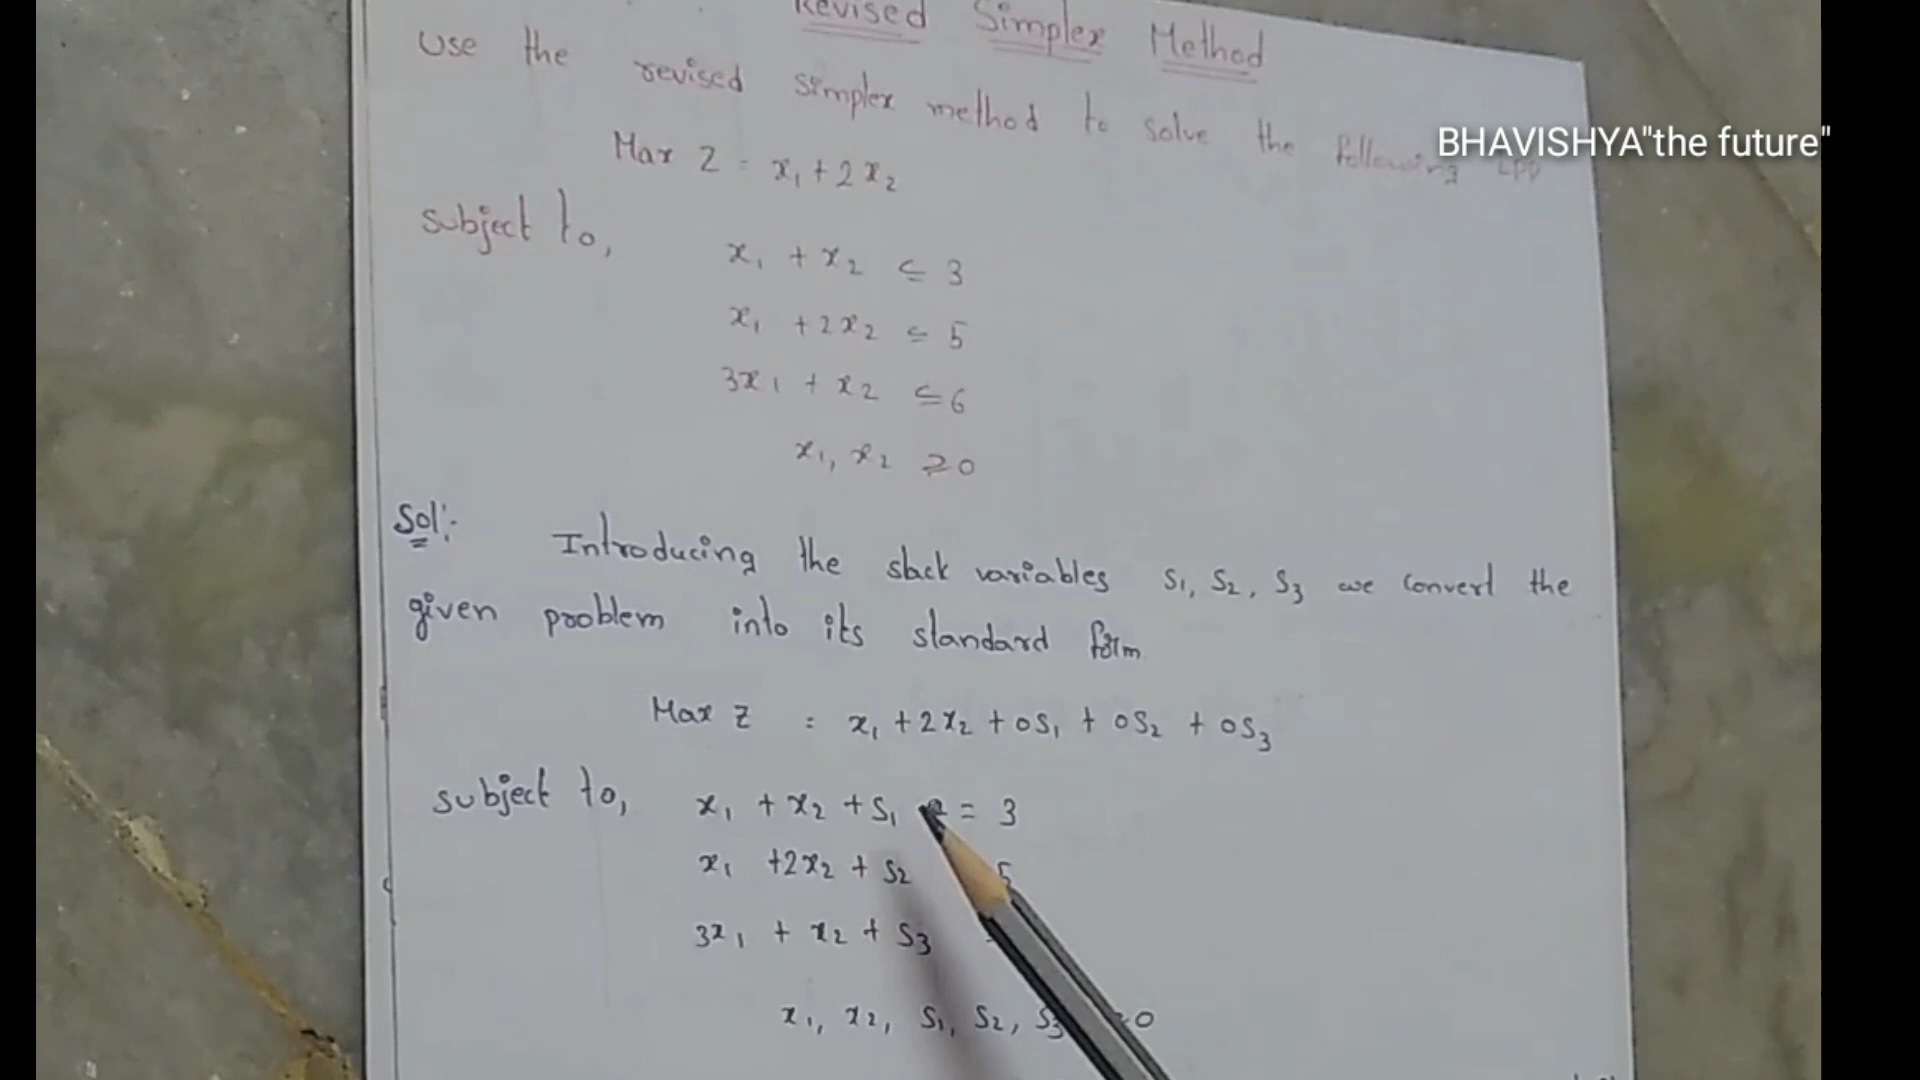 Revised Simplex Method
Use the revised simplex method to solve the following LPP
BHAVISHYA"the future"
Max Z = x₁ + 2x₂
subject to,
x₁ + x₂ ≤ 3
x₁ + 2x₂ ≤ 5
3x₁ + x₂ ≤ 6
x₁, x₂ ≥ 0
Sol:-
Introducing the slack variables S₁, S₂, S₃ we convert the
given problem into its standard form
Max Z = x₁ + 2x₂ + 0S₁ + 0S₂ + 0S₃
subject to,
x₁ + x₂ + S₁ = 3
x₁ + 2x₂ + S₂ 5
3x₁ + x₂ + S₃
x₁, x₂, S₁, S₂, S₃ ≥ 0